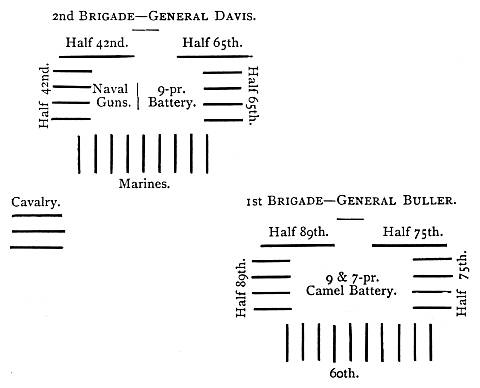 2nd BRIGADE—GENERAL DAVIS.
Half 42nd. Half 65th.
Half 42nd.
Naval Guns.
9-pr. Battery.
Half 65th.
Marines.
Cavalry.
1st BRIGADE—GENERAL BULLER.
Half 89th. Half 75th.
Half 89th.
9 & 7-pr.
Camel Battery.
Half 75th.
60th.